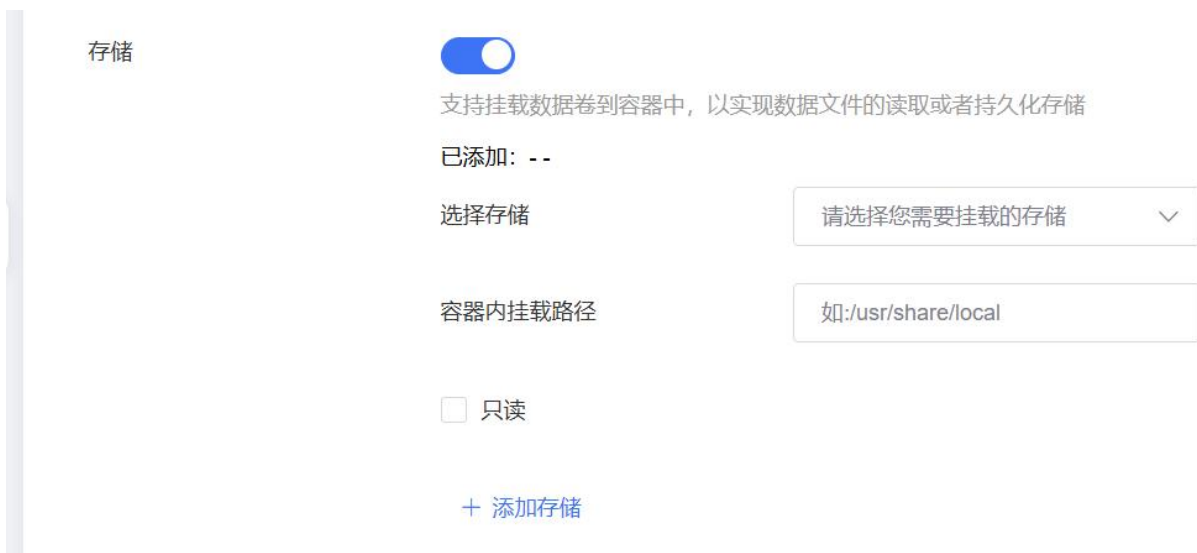 存储
支持挂载数据卷到容器中，以实现数据文件的读取或者持久化存储
已添加：- -
选择存储 请选择您需要挂载的存储
容器内挂载路径 如:/usr/share/local
只读
+ 添加存储